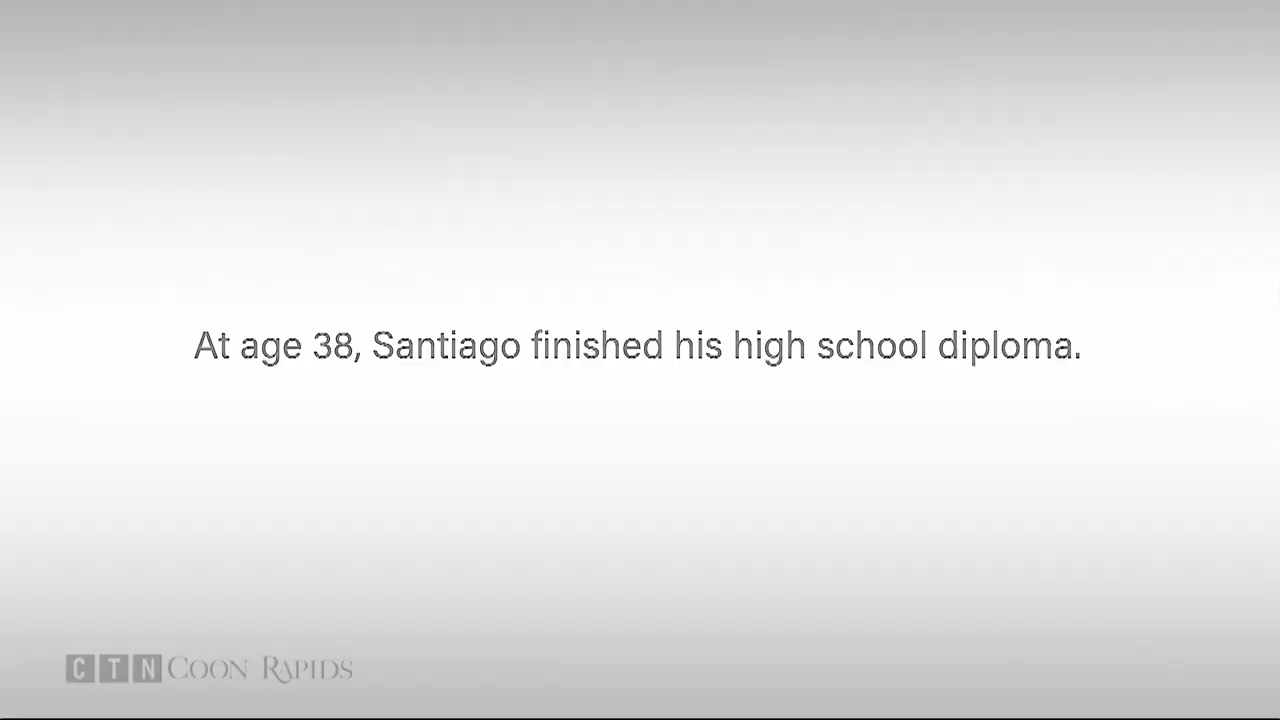 At age 38, Santiago finished his high school diploma.
CTN COON RAPIDS